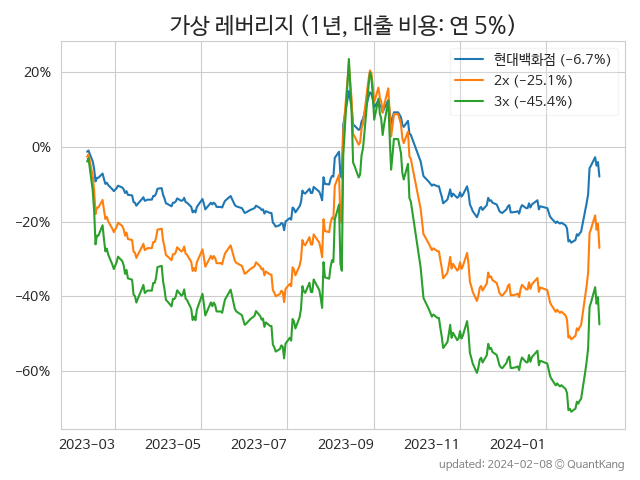 가상 레버리지 (1년, 대출 비용: 연 5%)
현대백화점 (−6.7%)
2x (−25.1%)
3x (−45.4%)
20%
0%
−20%
−40%
−60%
2023−03 2023−05 2023−07 2023−09 2023−11 2024−01
updated: 2024−02−08 © QuantKang